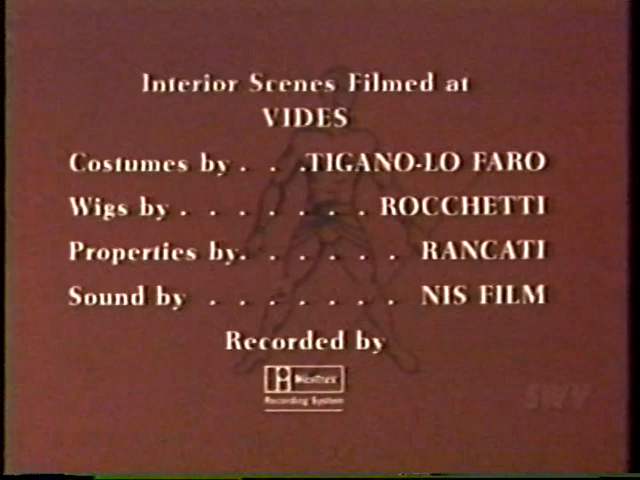 Interior Scenes Filmed at
VIDES
Costumes by . . .TIGANO-LO FARO
Wigs by . . . . . . . ROCCHETTI
Properties by. . . . . . RANCATI
Sound by . . . . . . . NIS FILM
Recorded by
Westrex
Recording System
SWV